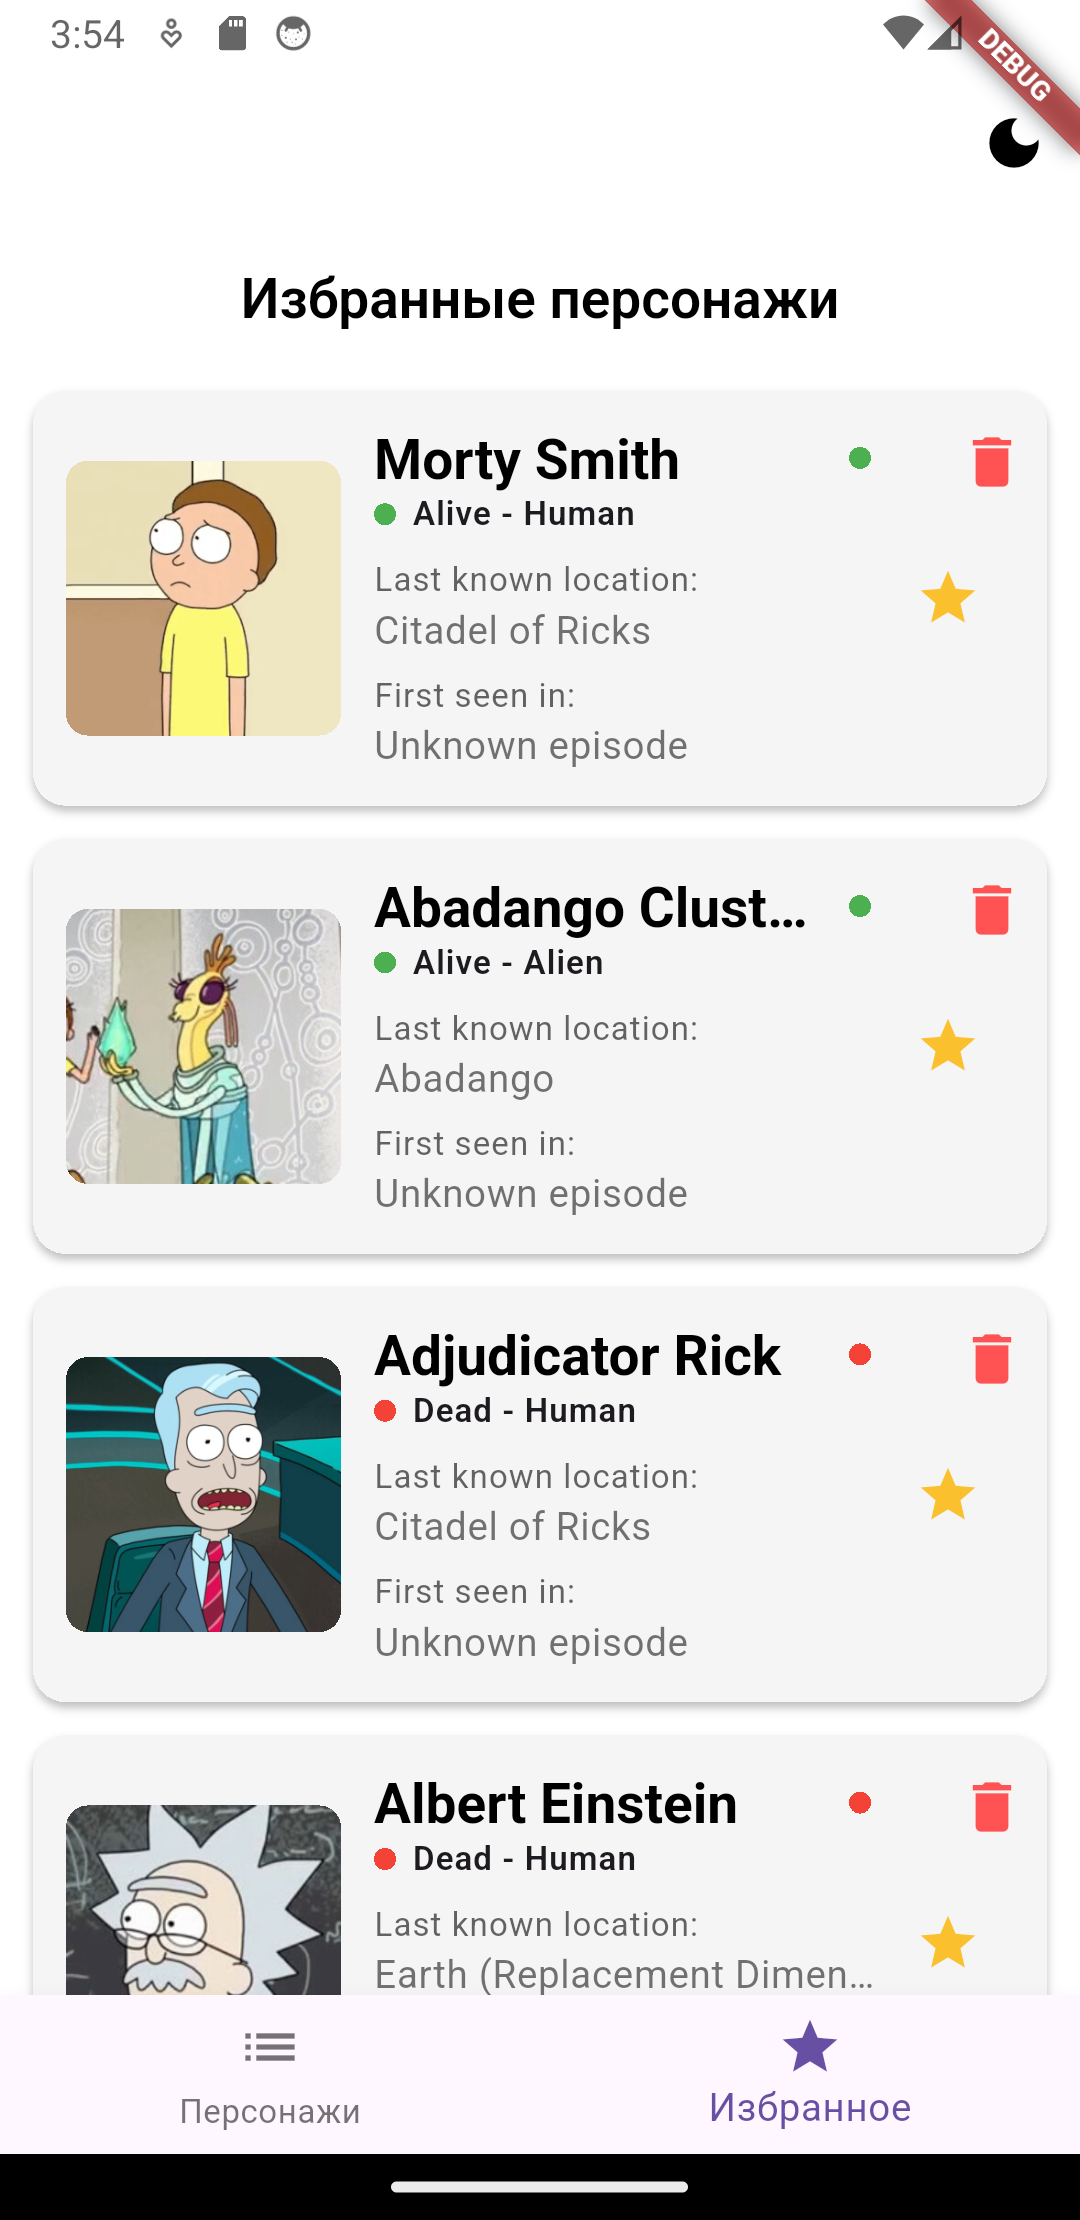 3:54
DEBUG
Избранные персонажи
Morty Smith
Alive - Human
Last known location:
Citadel of Ricks
First seen in:
Unknown episode
Abadango Clust...
Alive - Alien
Last known location:
Abadango
First seen in:
Unknown episode
Adjudicator Rick
Dead - Human
Last known location:
Citadel of Ricks
First seen in:
Unknown episode
Albert Einstein
Dead - Human
Last known location:
Earth (Replacement Dimen...
Персонажи
Избранное